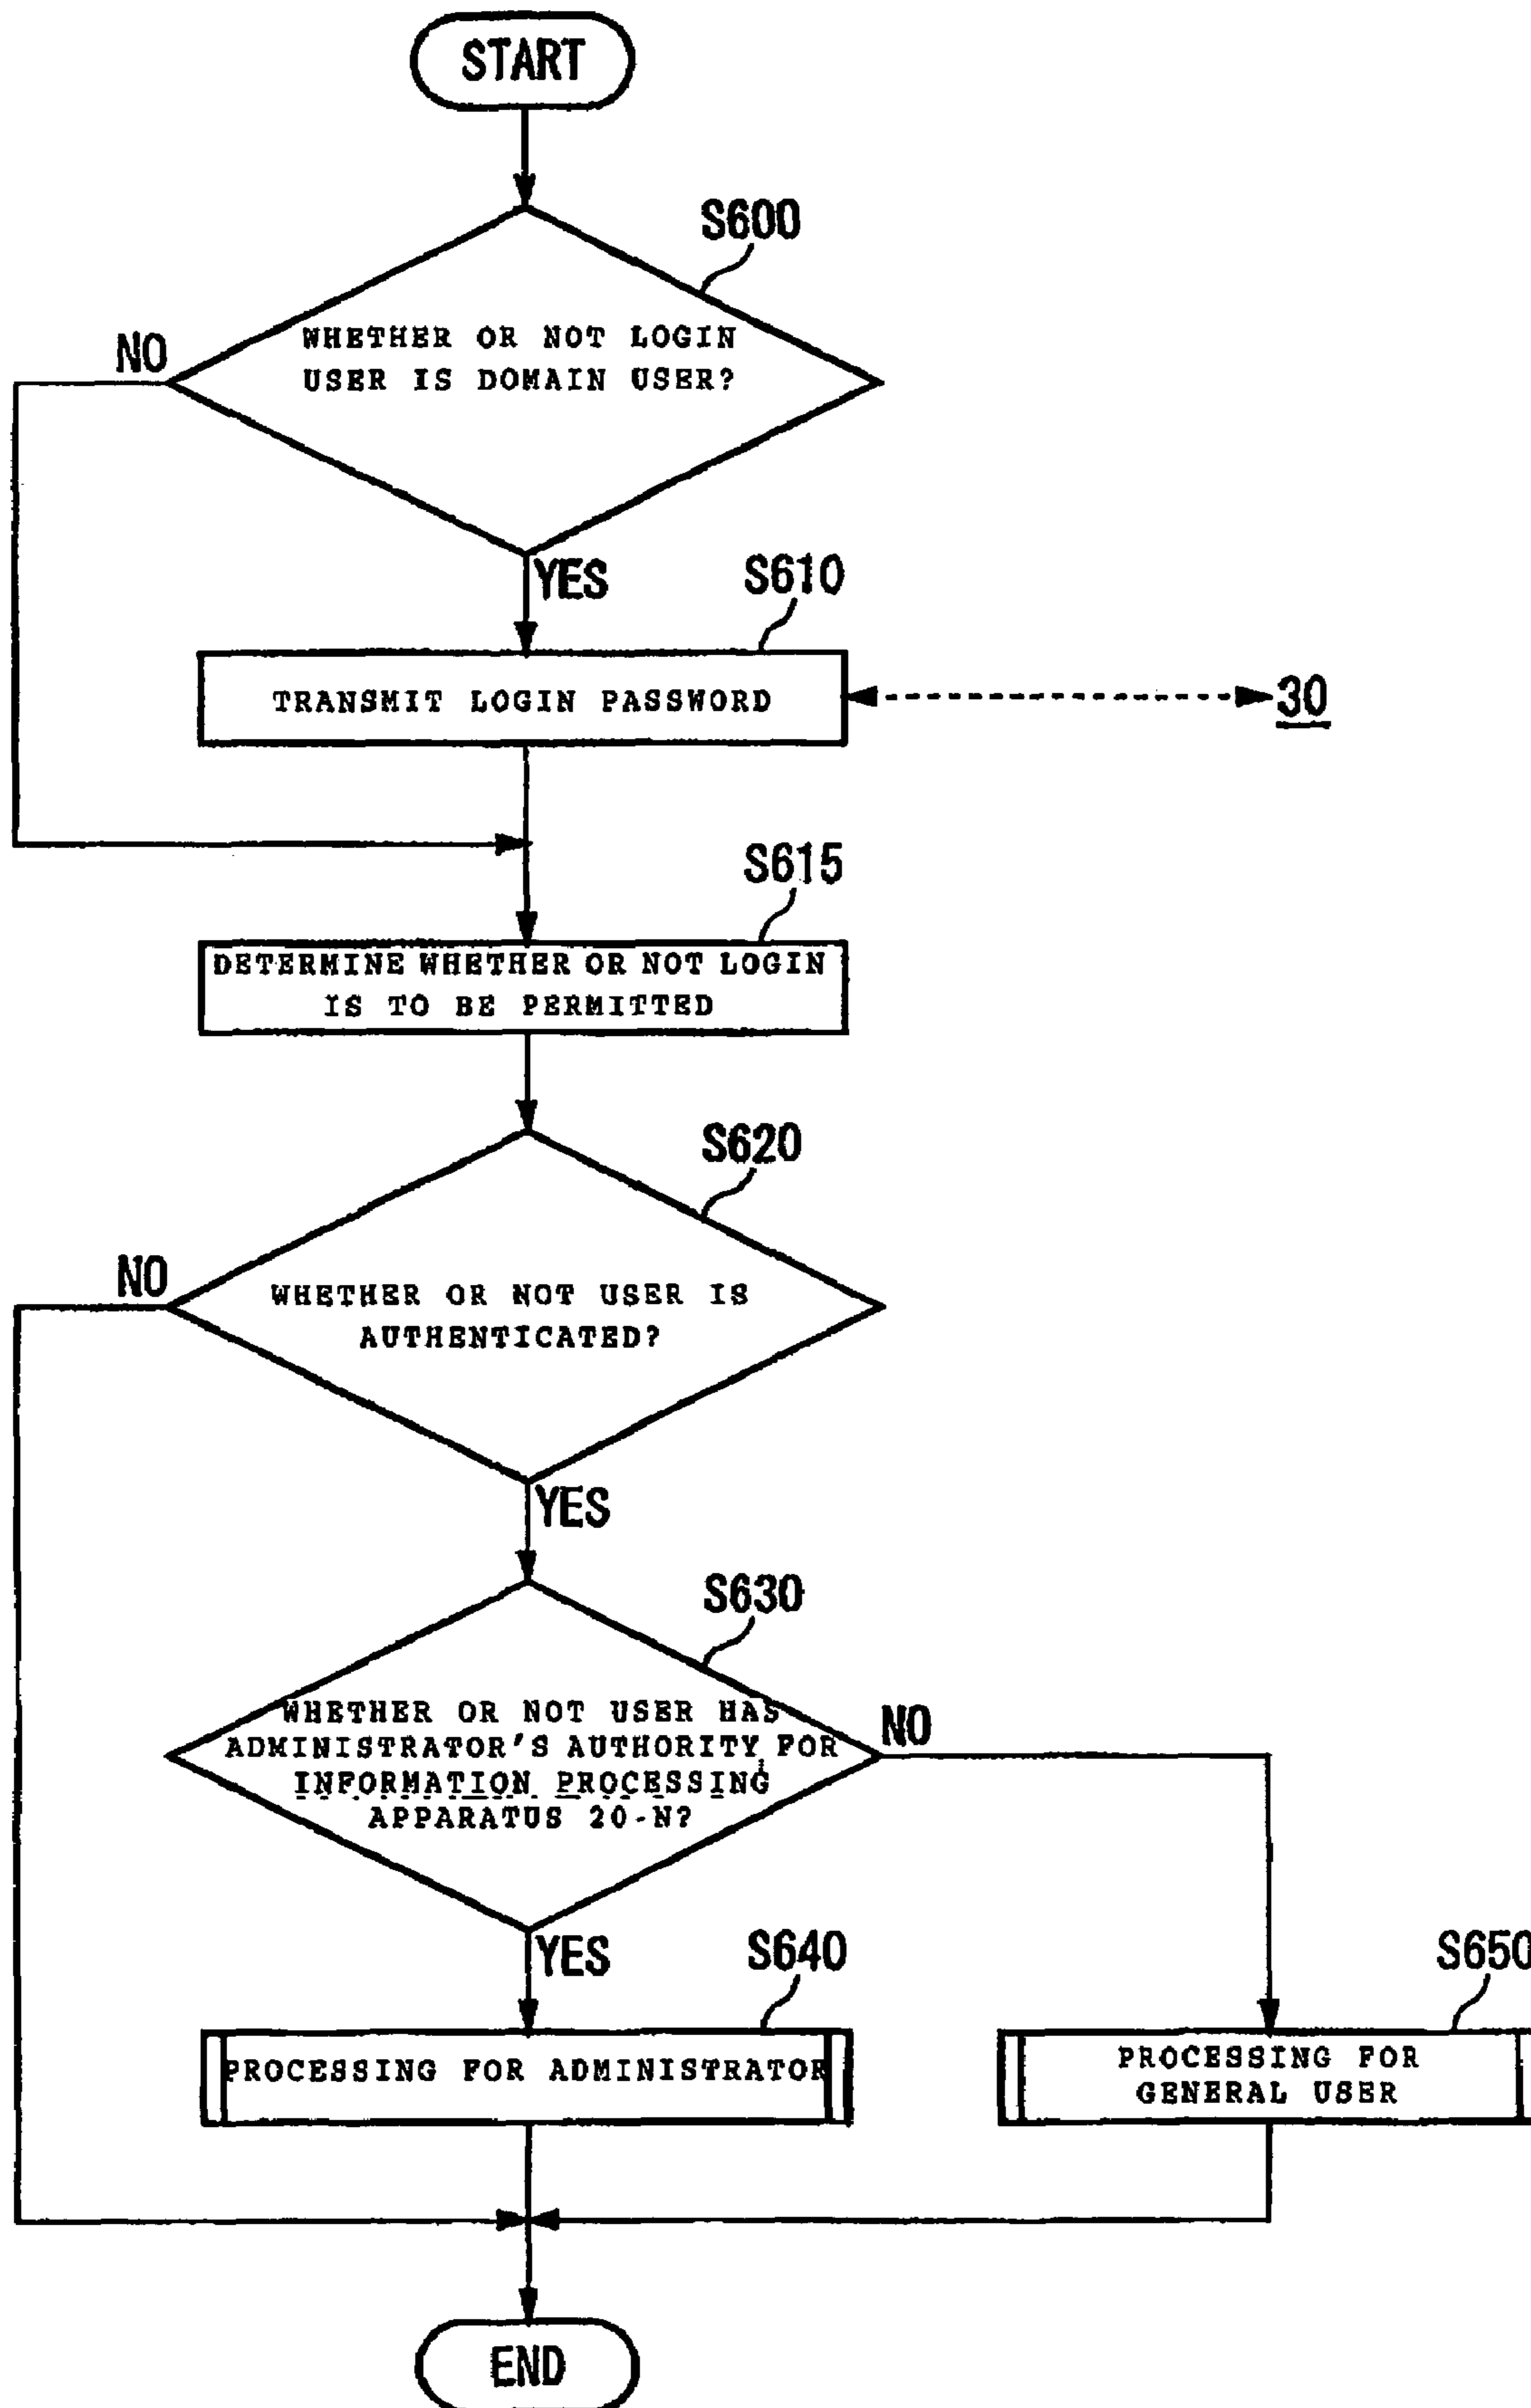 START
S600
WHETHER OR NOT LOGIN
USER IS DOMAIN USER?
NO
YES
S610
TRANSMIT LOGIN PASSWORD
30
S615
DETERMINE WHETHER OR NOT LOGIN
IS TO BE PERMITTED
S620
NO
WHETHER OR NOT USER IS
AUTHENTICATED?
YES
S630
WHETHER OR NOT USER HAS
ADMINISTRATOR'S AUTHORITY FOR
INFORMATION PROCESSING
APPARATUS 20-N?
NO
YES
S640
S650
PROCESSING FOR ADMINISTRATOR
PROCESSING FOR
GENERAL USER
END